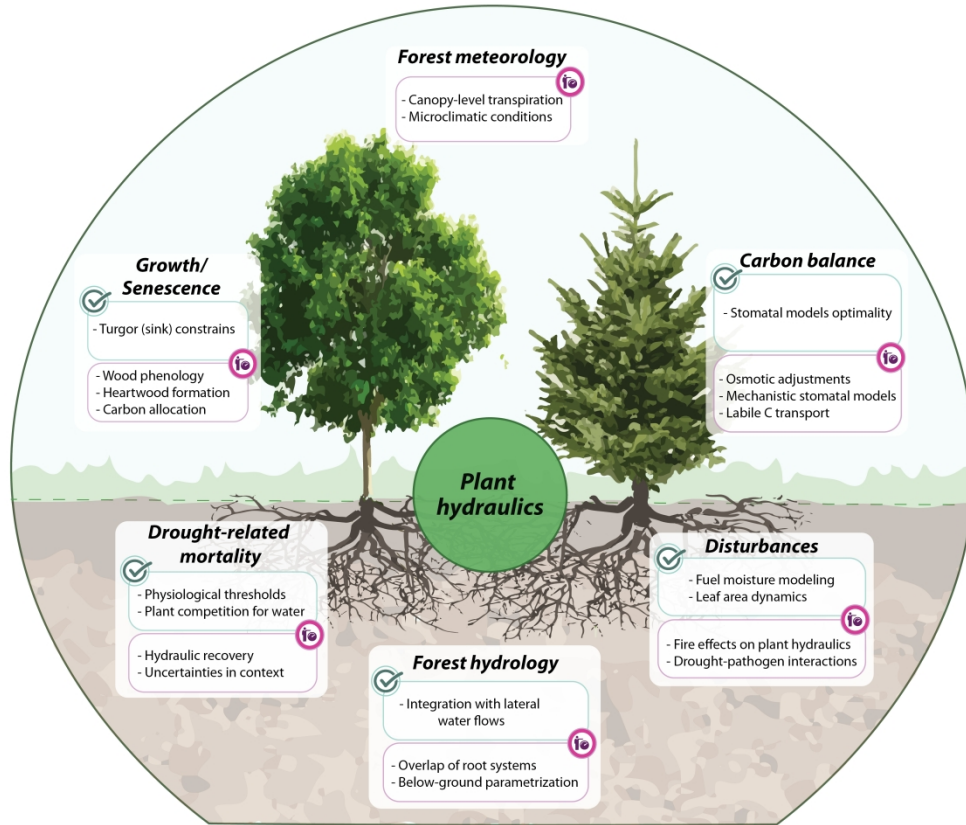 Forest meteorology
- Canopy-level transpiration
- Microclimatic conditions
Growth/
Senescence
- Turgor (sink) constrains
- Wood phenology
- Heartwood formation
- Carbon allocation
Carbon balance
- Stomatal models optimality
- Osmotic adjustments
- Mechanistic stomatal models
- Labile C transport
Plant
hydraulics
Drought-related
mortality
- Physiological thresholds
- Plant competition for water
- Hydraulic recovery
- Uncertainties in context
Disturbances
- Fuel moisture modeling
- Leaf area dynamics
- Fire effects on plant hydraulics
- Drought-pathogen interactions
Forest hydrology
- Integration with lateral
water flows
- Overlap of root systems
- Below-ground parametrization